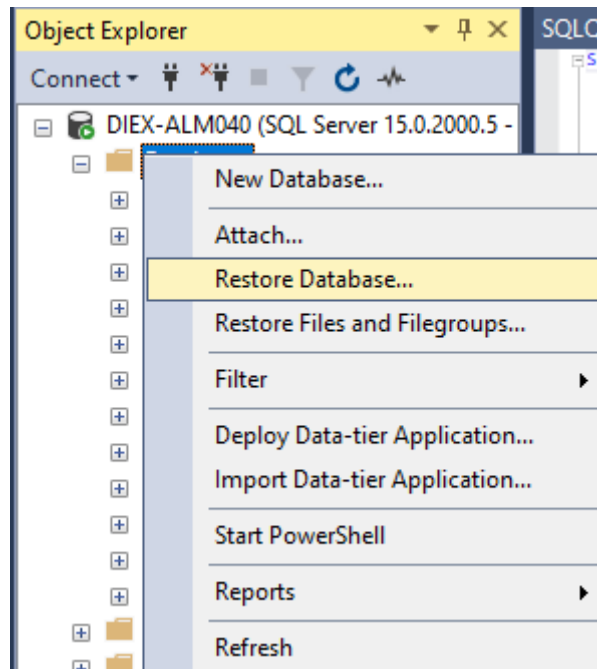 Object Explorer
SQLQ
Connect
DIEX-ALM040 (SQL Server 15.0.2000.5 -
New Database...
Attach...
Restore Database...
Restore Files and Filegroups...
Filter
Deploy Data-tier Application...
Import Data-tier Application...
Start PowerShell
Reports
Refresh